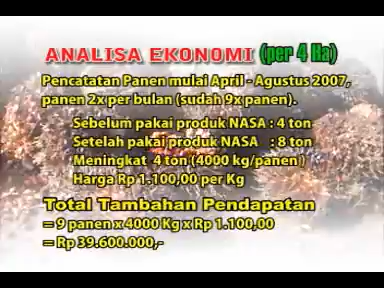 ANALISA EKONOMI (per 4 Ha)
Pencatatan Panen mulai April - Agustus 2007,
panen 2x per bulan (sudah 9x panen).
Sebelum pakai produk NASA : 4 ton
Setelah pakai produk NASA : 8 ton
Meningkat 4 ton (4000 kg/panen)
Harga Rp 1.100,00 per Kg
Total Tambahan Pendapatan
= 9 panen x 4000 Kg x Rp 1.100,00
= Rp 39.600.000,-